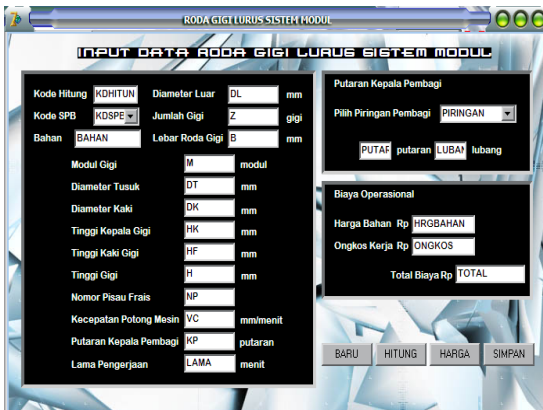 RODA GIGI LURUS SISTEM MODUL
INPUT DATA RODA GIGI LURUS SISTEM MODUL
Kode Hitung KDHITUN Diameter Luar DL mm
Kode SPB KDSPE Jumlah Gigi Z gigi
Bahan BAHAN Lebar Roda Gigi B mm
Modul Gigi M modul
Diameter Tusuk DT mm
Diameter Kaki DK mm
Tinggi Kepala Gigi HK mm
Tinggi Kaki Gigi HF mm
Tinggi Gigi H mm
Nomor Pisau Frais NP
Kecepatan Potong Mesin VC mm/menit
Putaran Kepala Pembagi KP putaran
Lama Pengerjaan LAMA menit
Putaran Kepala Pembagi
Pilih Piringan Pembagi PIRINGAN
PUTAF putaran LUBAN lubang
Biaya Operasional
Harga Bahan Rp HRGBAHAN
Ongkos Kerja Rp ONGKOS
Total Biaya Rp TOTAL
BARU HITUNG HARGA SIMPAN